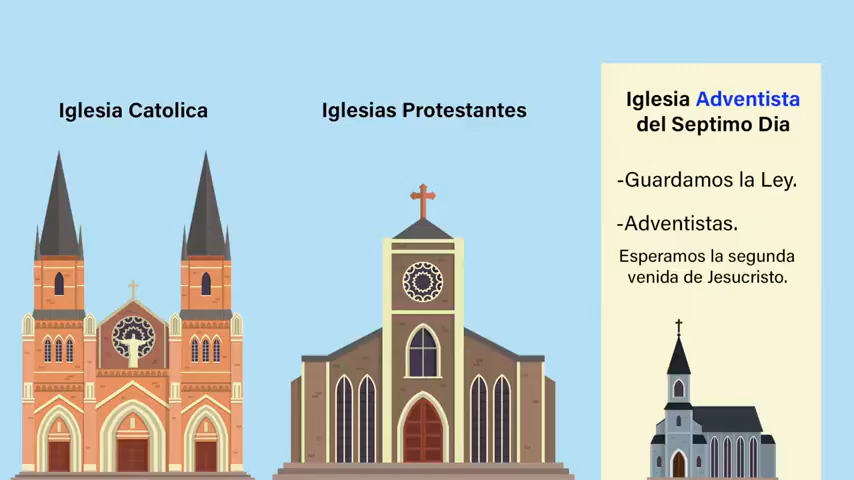 Iglesia Catolica
Iglesias Protestantes
Iglesia Adventista
del Septimo Dia
-Guardamos la Ley.
-Adventistas.
Esperamos la segunda
venida de Jesucristo.